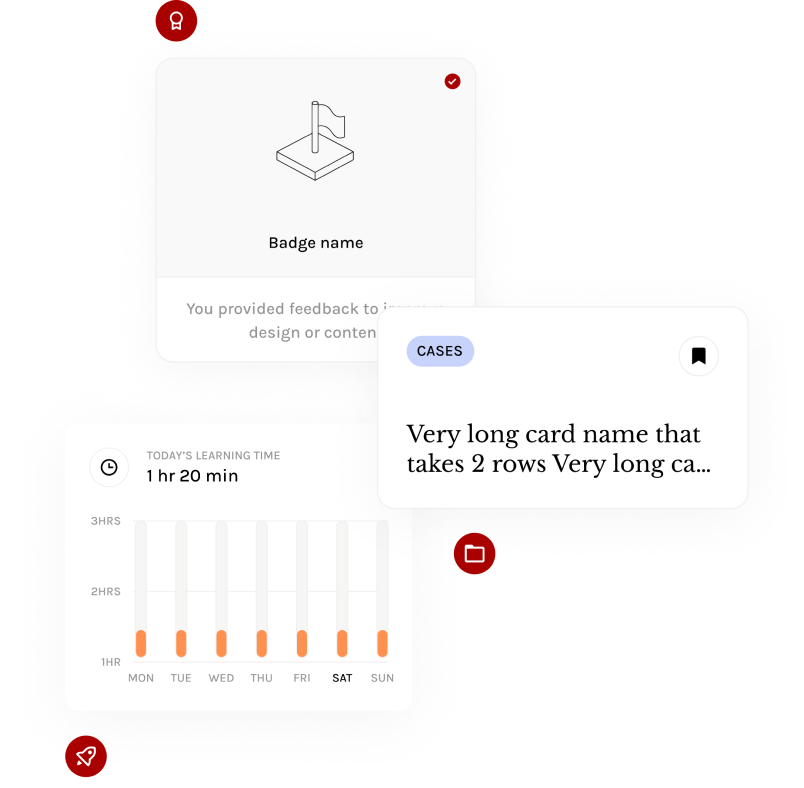 Badge name
You provided feedback to
design or conten
CASES
Very long card name that
takes 2 rows Very long ca...
TODAY'S LEARNING TIME
1 hr 20 min
3HRS
2HRS
1HR
MON TUE WED THU FRI SAT SUN